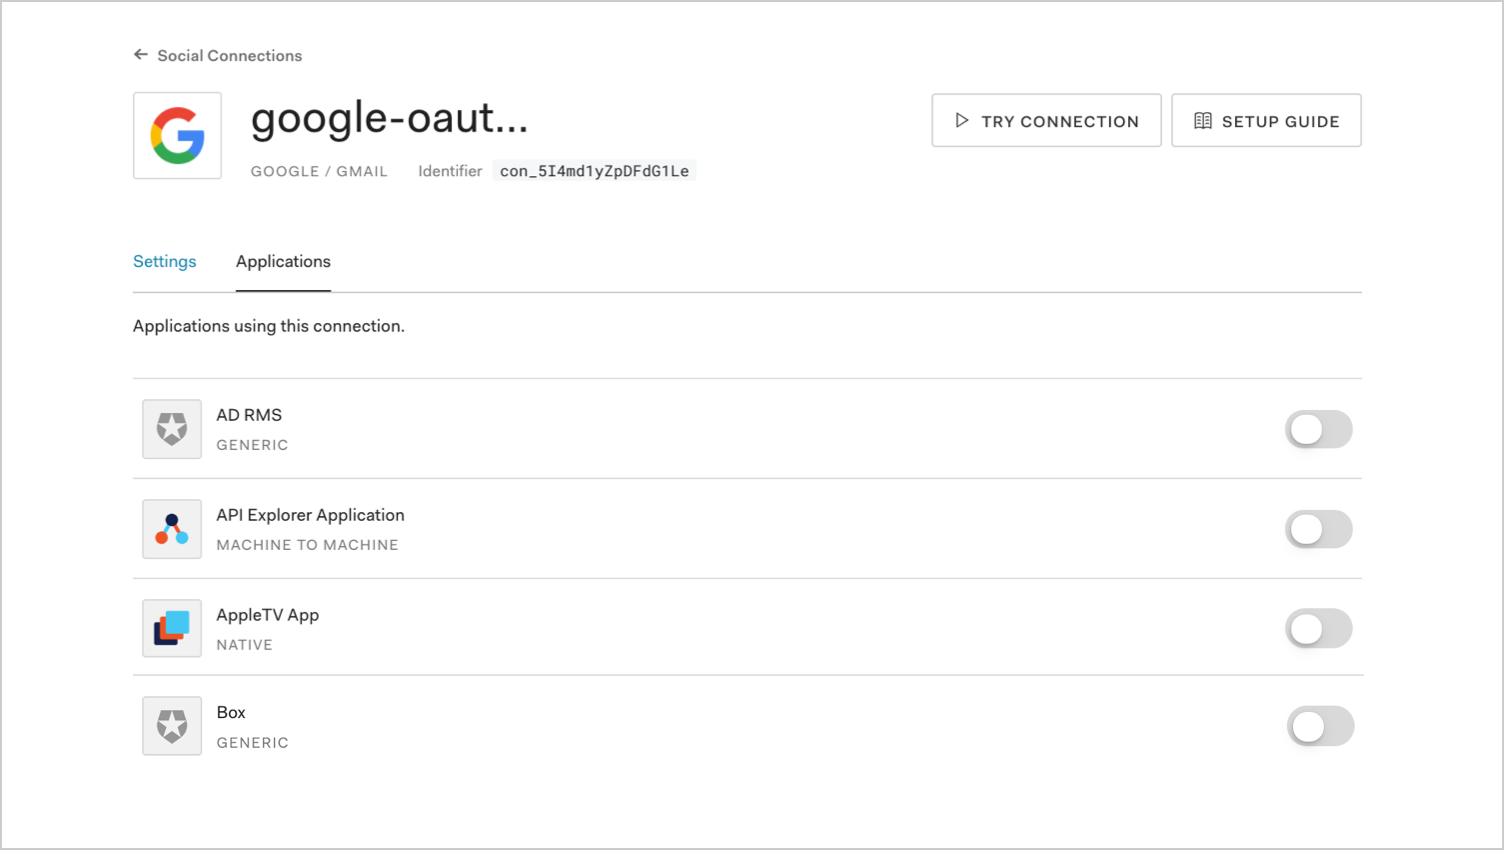 Social Connections
google-oaut...
TRY CONNECTION
SETUP GUIDE
GOOGLE / GMAIL Identifier con_5I4md1yZpDFdG1Le
Settings Applications
Applications using this connection.
AD RMS
GENERIC
API Explorer Application
MACHINE TO MACHINE
AppleTV App
NATIVE
Box
GENERIC